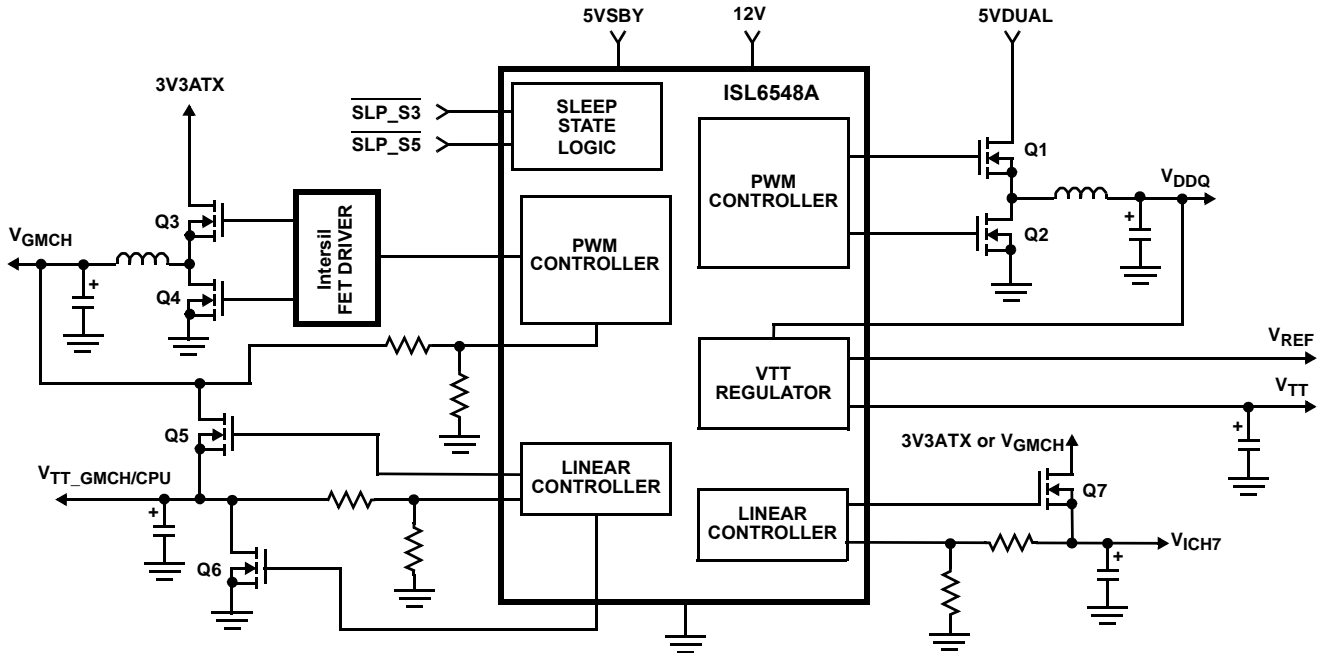 5VSBY
12V
5VDUAL
3V3ATX
SLP_S3
SLP_S5
SLEEP
STATE
LOGIC
ISL6548A
Q1
PWM
CONTROLLER
VDDQ
Q2
Q3
VGMCH
Intersil
FET DRIVER
PWM
CONTROLLER
Q4
+
+
VREF
VTT
REGULATOR
VTT
Q5
LINEAR
CONTROLLER
3V3ATX or VGMCH
+
VTT_GMCH/CPU
Q7
+
LINEAR
CONTROLLER
VICH7
Q6
+